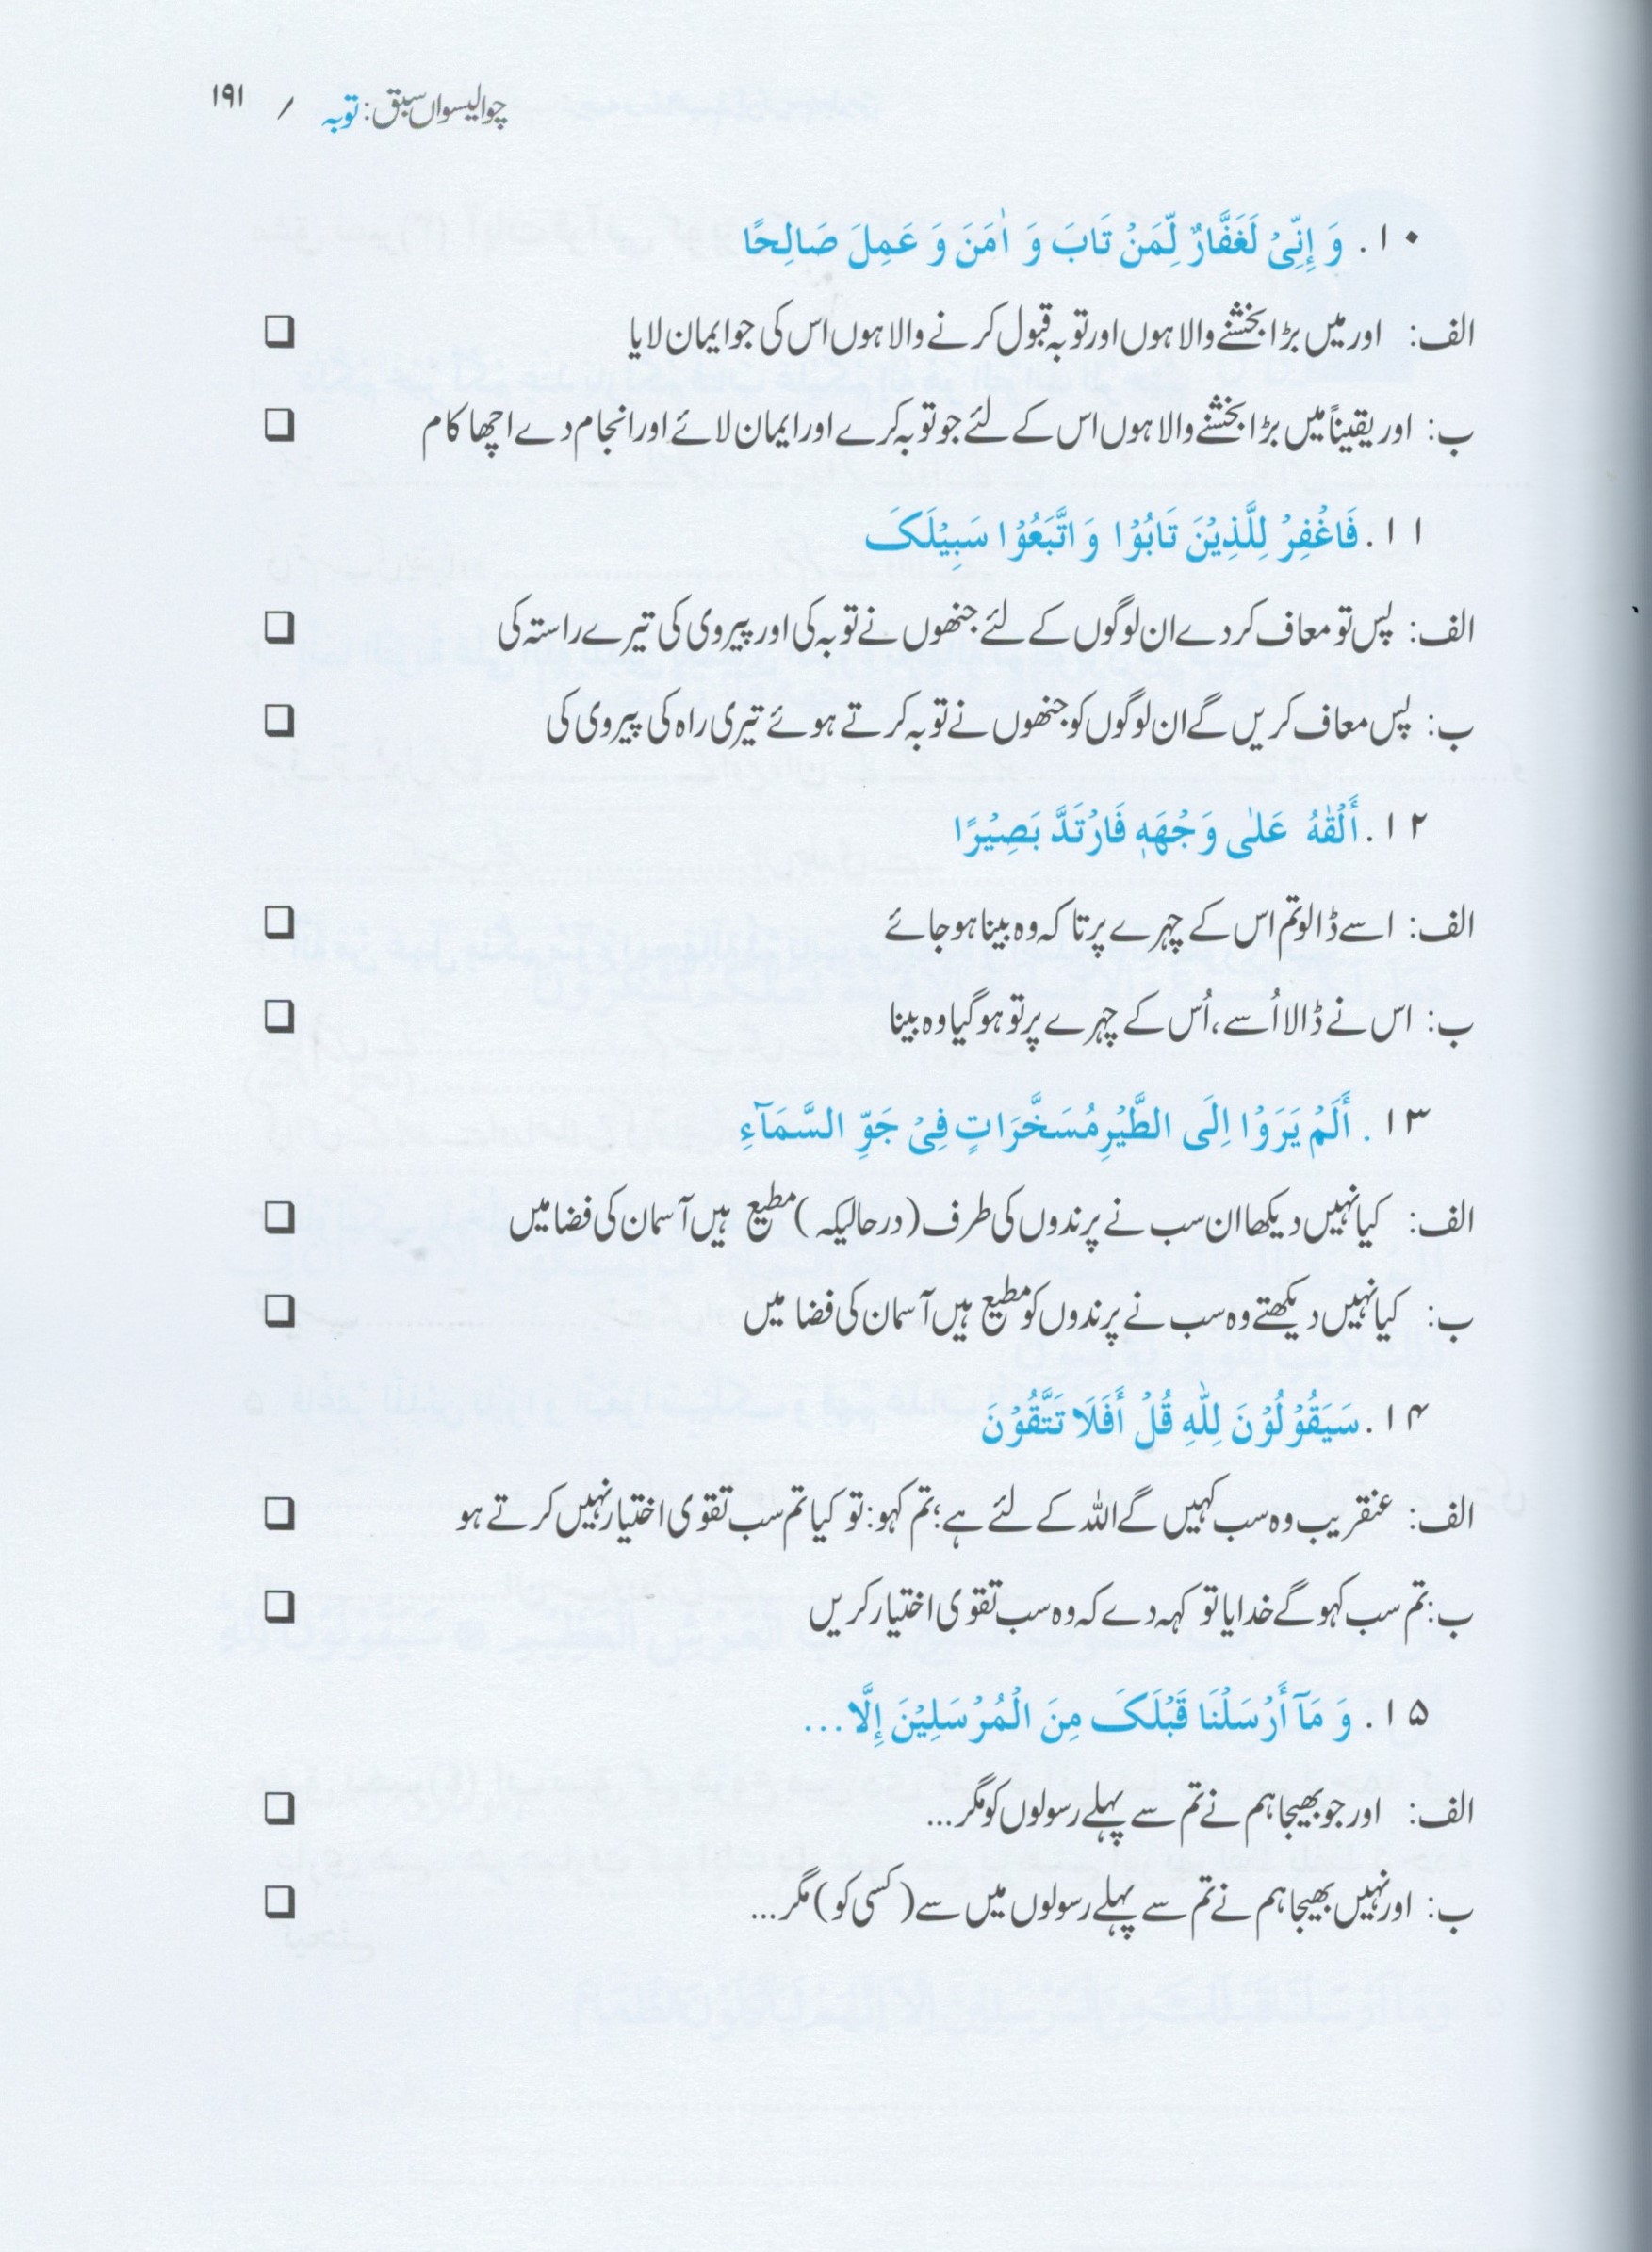 چوالیسواں سبق: توبہ / ۱۹۱
۱۰. وَ إِنِّیْ لَغَفَّارٌ لِّمَنْ تَابَ وَ اٰمَنَ وَ عَمِلَ صَالِحًا
الف: اور میں بڑا بخشنے والا ہوں اور توبہ قبول کرنے والا ہوں اس کی جو ایمان لایا ❏
ب: اور یقیناً میں بڑا بخشنے والا ہوں اس کے لئے جو توبہ کرے اور ایمان لائے اور انجام دے اچھا کام ❏
۱۱. فَاغْفِرْ لِلَّذِیْنَ تَابُوْا وَ اتَّبَعُوْا سَبِیْلَکَ
الف: پس تو معاف کر دے ان لوگوں کے لئے جنھوں نے توبہ کی اور پیروی کی تیرے راستہ کی ❏
ب: پس معاف کریں گے ان لوگوں کو جنھوں نے توبہ کرتے ہوئے تیری راہ کی پیروی کی ❏
۱۲. أَلْقٰہُ عَلٰی وَجْھَہٖ فَارْتَدَّ بَصِیْرًا
الف: اسے ڈالو تم اس کے چہرے پر تا کہ وہ بینا ہو جائے ❏
ب: اس نے ڈالا اُسے، اُس کے چہرے پر تو ہو گیا وہ بینا ❏
۱۳. أَلَمْ یَرَوْا اِلَی الطَّیْرِ مُسَخَّرَاتٍ فِیْ جَوِّ السَّمَآءِ
الف: کیا نہیں دیکھا ان سب نے پرندوں کی طرف (درحالیکہ) مطیع ہیں آسمان کی فضا میں ❏
ب: کیا نہیں دیکھتے وہ سب نے پرندوں کو مطیع ہیں آسمان کی فضا میں ❏
۱۴. سَیَقُوْلُوْنَ لِلّٰہِ قُلْ أَفَلَا تَتَّقُوْنَ
الف: عنقریب وہ سب کہیں گے اللہ کے لئے ہے؛ تم کہو: تو کیا تم سب تقوی اختیار نہیں کرتے ہو ❏
ب: تم سب کہو گے خدایا تو کہہ دے کہ وہ سب تقوی اختیار کریں ❏
۱۵. وَ مَآ أَرْسَلْنَا قَبْلَکَ مِنَ الْمُرْسَلِیْنَ إِلَّا...
الف: اور جو بھیجا ہم نے تم سے پہلے رسولوں کو مگر... ❏
ب: اور نہیں بھیجا ہم نے تم سے پہلے رسولوں میں سے (کسی کو) مگر... ❏